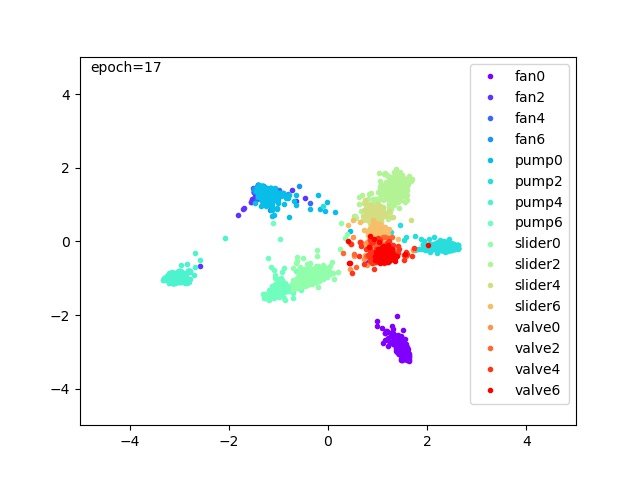 epoch=17
fan0
fan2
fan4
fan6
pump0
pump2
pump4
pump6
slider0
slider2
slider4
slider6
valve0
valve2
valve4
valve6
4
2
0
−2
−4
−4 −2 0 2 4